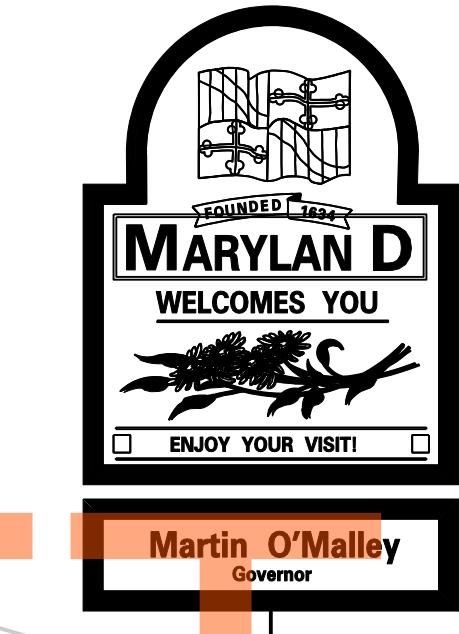 FOUNDED 1634
MARYLAN D
WELCOMES YOU
ENJOY YOUR VISIT!
Martin O'Malley
Governor